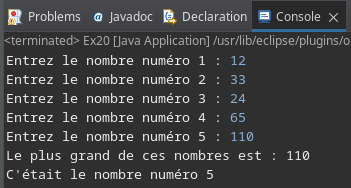 Problems Javadoc Declaration Console
<terminated> Ex20 [Java Application] /usr/lib/eclipse/plugins/o
Entrez le nombre numéro 1 : 12
Entrez le nombre numéro 2 : 33
Entrez le nombre numéro 3 : 24
Entrez le nombre numéro 4 : 65
Entrez le nombre numéro 5 : 110
Le plus grand de ces nombres est : 110
C'était le nombre numéro 5